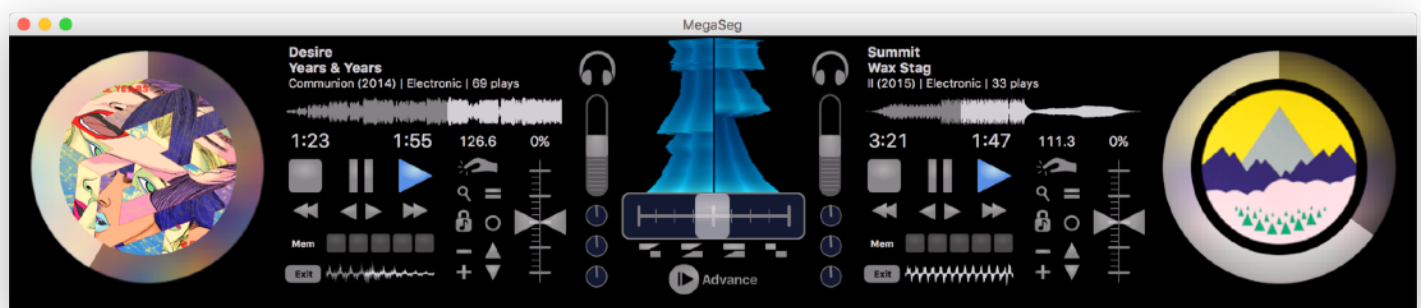 MegaSeg
Desire
Years & Years
Communion (2014) | Electronic | 69 plays
1:23 1:55 126.6 0%
Mem
Exit
YEARS
Advance
Summit
Wax Stag
II (2015) | Electronic | 33 plays
3:21 1:47 111.3 0%
Mem
Exit